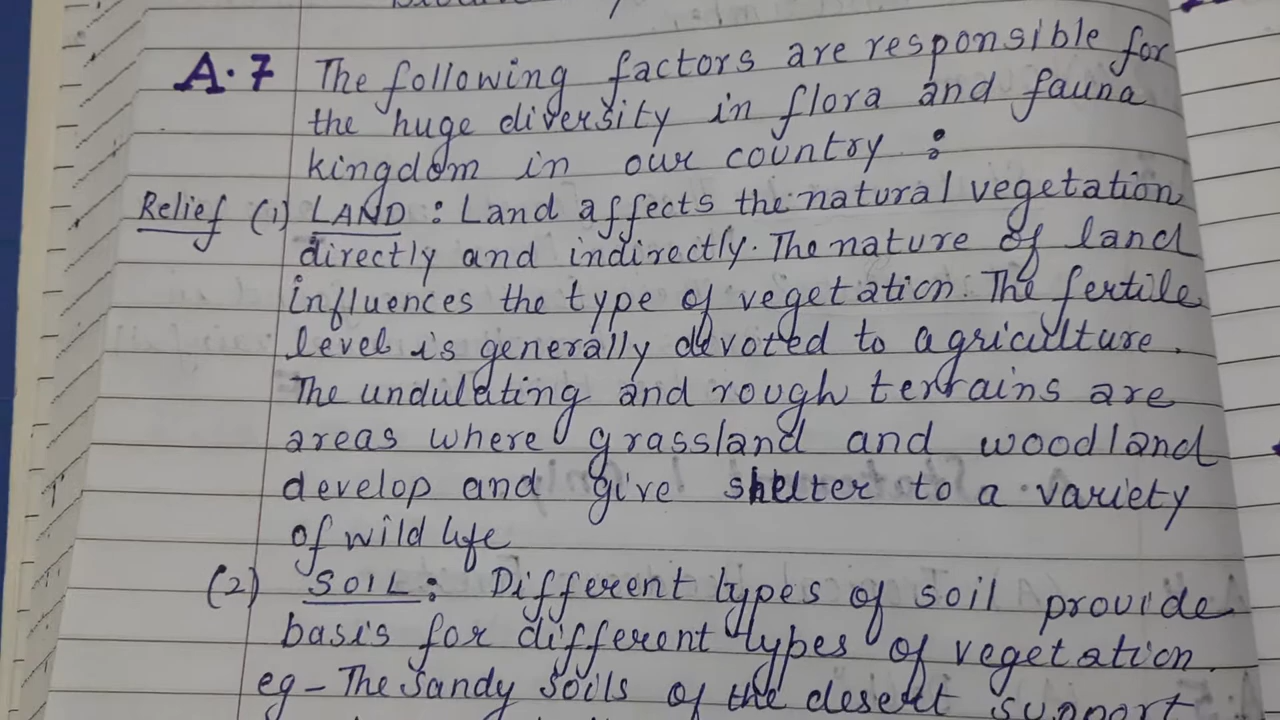 A.7 The following factors are responsible for
the huge diversity in flora and fauna
kingdom in our country :
Relief (1) LAND : Land affects the natural vegetation
directly and indirectly. The nature of land
influences the type of vegetation. The fertile
level is generally devoted to agriculture.
The undulating and rough terrains are
areas where grassland and woodland
develop and give shelter to a variety
of wild life
(2) SOIL : Different types of soil provide
basis for different types of vegetation.
eg - The Sandy Soils of the desert support